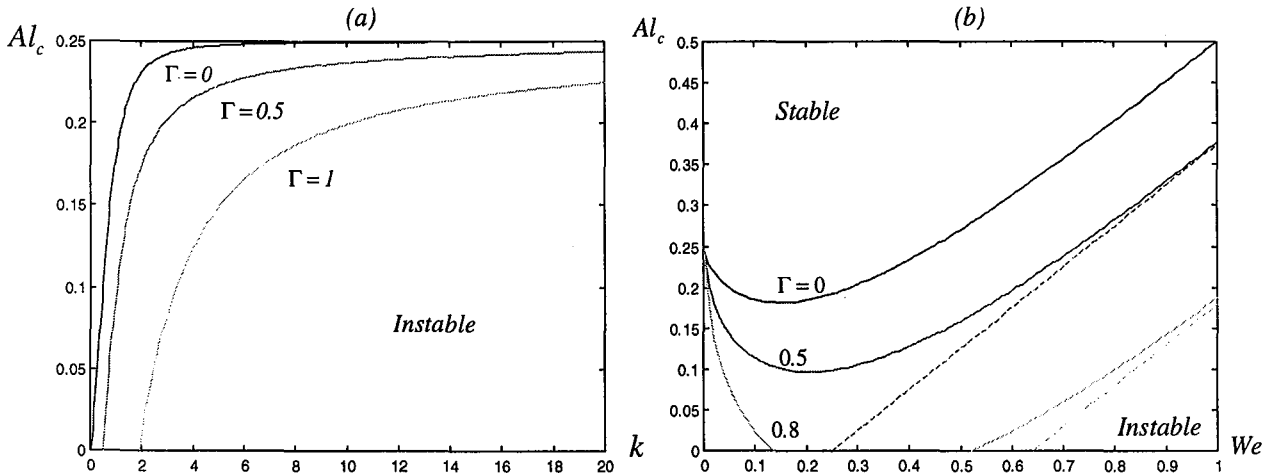 (a)
Al_c
0.25
0.2
0.15
0.1
0.05
0
Γ = 0
Γ = 0.5
Γ = 1
Instable
0 2 4 6 8 10 12 14 16 18 20
k
(b)
Al_c
0.5
0.45
0.4
0.35
0.3
0.25
0.2
0.15
0.1
0.05
0
Stable
Γ = 0
0.5
0.8
Instable
0 0.1 0.2 0.3 0.4 0.5 0.6 0.7 0.8 0.9 1
We